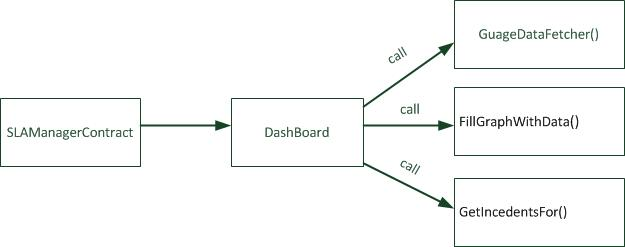 GuageDataFetcher()
call
call
FillGraphWithData()
SLAManagerContract
DashBoard
call
GetIncedentsFor()